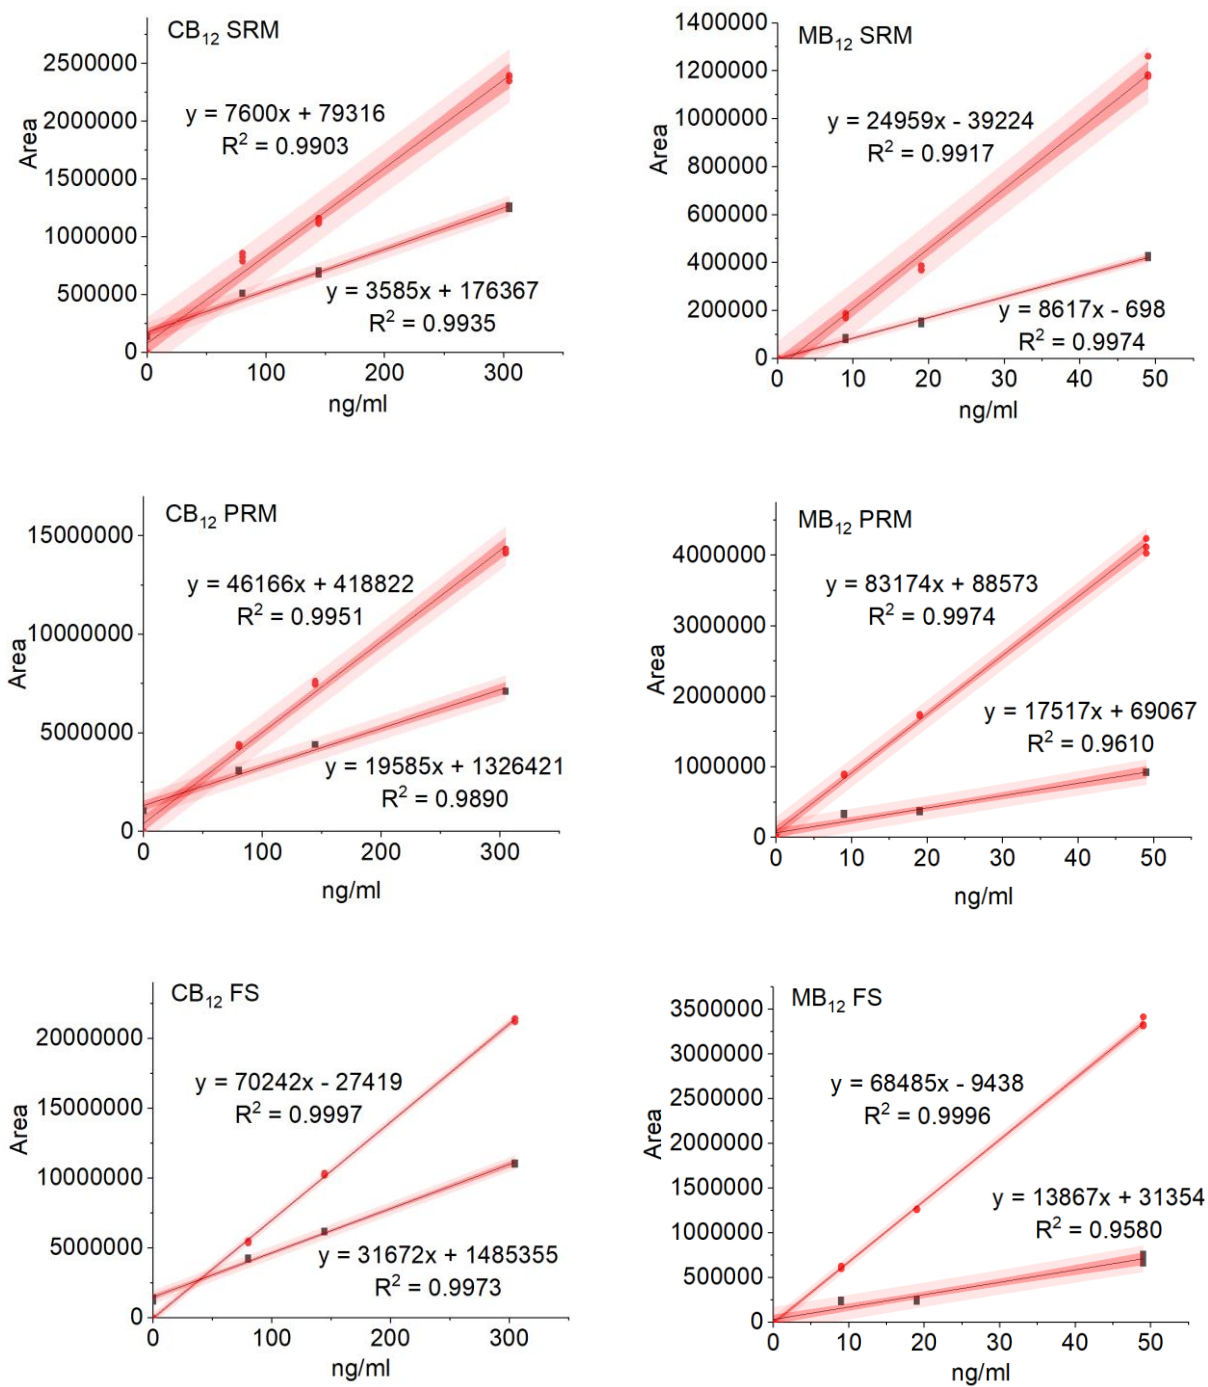 CB₁₂ SRM
2500000
2000000
1500000
1000000
500000
0
Area
y = 7600x + 79316
R² = 0.9903
y = 3585x + 176367
R² = 0.9935
0 100 200 300
ng/ml
MB₁₂ SRM
1400000
1200000
1000000
800000
600000
400000
200000
0
Area
y = 24959x - 39224
R² = 0.9917
y = 8617x - 698
R² = 0.9974
0 10 20 30 40 50
ng/ml
CB₁₂ PRM
15000000
10000000
5000000
0
Area
y = 46166x + 418822
R² = 0.9951
y = 19585x + 1326421
R² = 0.9890
0 100 200 300
ng/ml
MB₁₂ PRM
4000000
3000000
2000000
1000000
0
Area
y = 83174x + 88573
R² = 0.9974
y = 17517x + 69067
R² = 0.9610
0 10 20 30 40 50
ng/ml
CB₁₂ FS
20000000
15000000
10000000
5000000
0
Area
y = 70242x - 27419
R² = 0.9997
y = 31672x + 1485355
R² = 0.9973
0 100 200 300
ng/ml
MB₁₂ FS
3500000
3000000
2500000
2000000
1500000
1000000
500000
0
Area
y = 68485x - 9438
R² = 0.9996
y = 13867x + 31354
R² = 0.9580
0 10 20 30 40 50
ng/ml